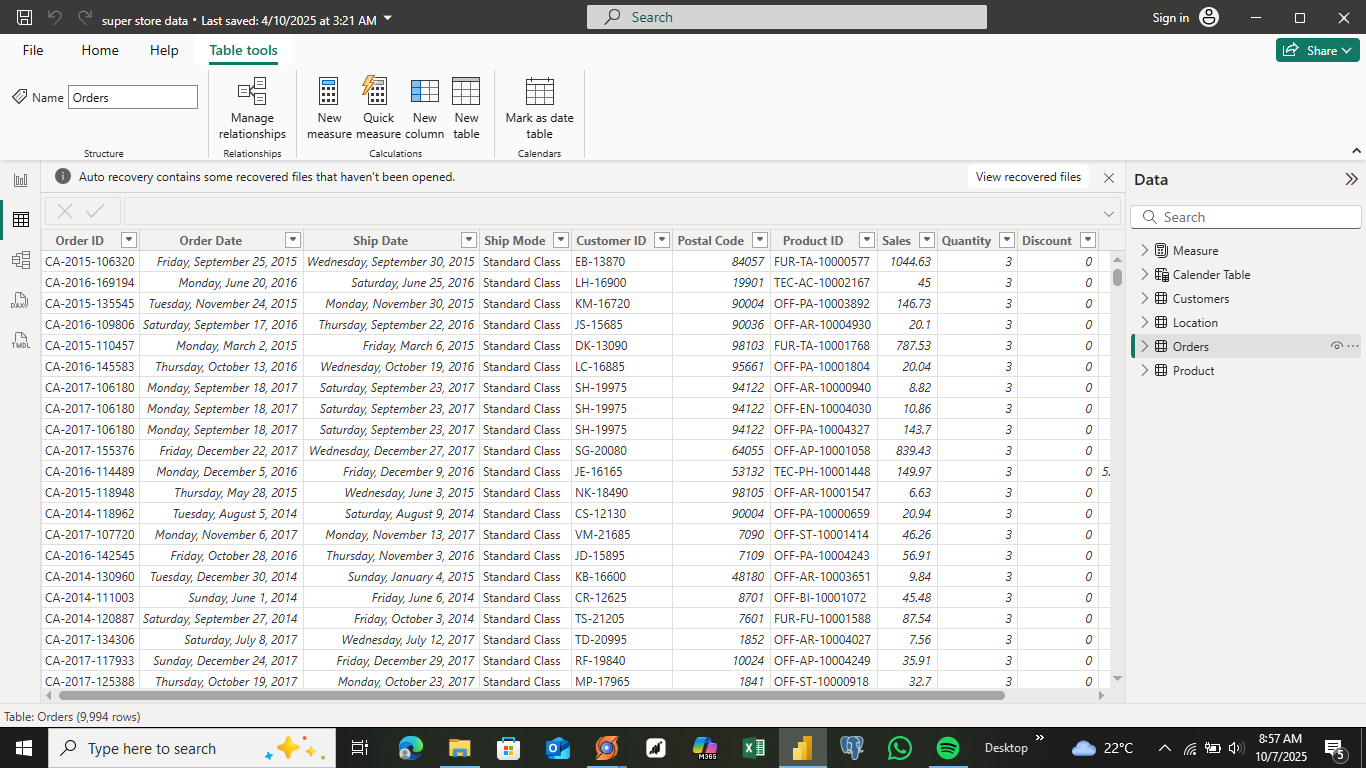 super store data • Last saved: 4/10/2025 at 3:21 AM
Search
Sign in
File Home Help Table tools
Share
Name Orders
Manage relationships
New measure
Quick measure
New column
New table
Mark as date table
Structure
Relationships
Calculations
Calendars
Auto recovery contains some recovered files that haven't been opened.
View recovered files
Order ID Order Date Ship Date Ship Mode Customer ID Postal Code Product ID Sales Quantity Discount
CA-2015-106320 Friday, September 25, 2015 Wednesday, September 30, 2015 Standard Class EB-13870 84057 FUR-TA-10000577 1044.63 3 0
CA-2016-169194 Monday, June 20, 2016 Saturday, June 25, 2016 Standard Class LH-16900 19901 TEC-AC-10002167 45 3 0
CA-2015-135545 Tuesday, November 24, 2015 Monday, November 30, 2015 Standard Class KM-16720 90004 OFF-PA-10003892 146.73 3 0
CA-2016-109806 Saturday, September 17, 2016 Thursday, September 22, 2016 Standard Class JS-15685 90036 OFF-AR-10004930 20.1 3 0
CA-2015-110457 Monday, March 2, 2015 Friday, March 6, 2015 Standard Class DK-13090 98103 FUR-TA-10001768 787.53 3 0
CA-2016-145583 Thursday, October 13, 2016 Wednesday, October 19, 2016 Standard Class LC-16885 95661 OFF-PA-10001804 20.04 3 0
CA-2017-106180 Monday, September 18, 2017 Saturday, September 23, 2017 Standard Class SH-19975 94122 OFF-AR-10000940 8.82 3 0
CA-2017-106180 Monday, September 18, 2017 Saturday, September 23, 2017 Standard Class SH-19975 94122 OFF-EN-10004030 10.86 3 0
CA-2017-106180 Monday, September 18, 2017 Saturday, September 23, 2017 Standard Class SH-19975 94122 OFF-PA-10004327 143.7 3 0
CA-2017-155376 Friday, December 22, 2017 Wednesday, December 27, 2017 Standard Class SG-20080 64055 OFF-AP-10001058 839.43 3 0
CA-2016-114489 Monday, December 5, 2016 Friday, December 9, 2016 Standard Class JE-16165 53132 TEC-PH-10001448 149.97 3 0 5.
CA-2015-118948 Thursday, May 28, 2015 Wednesday, June 3, 2015 Standard Class NK-18490 98105 OFF-AR-10001547 6.63 3 0
CA-2014-118962 Tuesday, August 5, 2014 Saturday, August 9, 2014 Standard Class CS-12130 90004 OFF-PA-10000659 20.94 3 0
CA-2017-107720 Monday, November 6, 2017 Monday, November 13, 2017 Standard Class VM-21685 7090 OFF-ST-10001414 46.26 3 0
CA-2016-142545 Friday, October 28, 2016 Thursday, November 3, 2016 Standard Class JD-15895 7109 OFF-PA-10004243 56.91 3 0
CA-2014-130960 Tuesday, December 30, 2014 Sunday, January 4, 2015 Standard Class KB-16600 48180 OFF-AR-10003651 9.84 3 0
CA-2014-111003 Sunday, June 1, 2014 Friday, June 6, 2014 Standard Class CR-12625 8701 OFF-BI-10001072 45.48 3 0
CA-2014-120887 Saturday, September 27, 2014 Friday, October 3, 2014 Standard Class TS-21205 7601 FUR-FU-10001588 87.54 3 0
CA-2017-134306 Saturday, July 8, 2017 Wednesday, July 12, 2017 Standard Class TD-20995 1852 OFF-AR-10004027 7.56 3 0
CA-2017-117933 Sunday, December 24, 2017 Friday, December 29, 2017 Standard Class RF-19840 10024 OFF-AP-10004249 35.91 3 0
CA-2017-125388 Thursday, October 19, 2017 Monday, October 23, 2017 Standard Class MP-17965 1841 OFF-ST-10000918 32.7 3 0
Data
Search
Measure
Calender Table
Customers
Location
Orders
Product
DAX
TMDL
Table: Orders (9,994 rows)
Type here to search
M365
Desktop
22°C
8:57 AM
10/7/2025
5